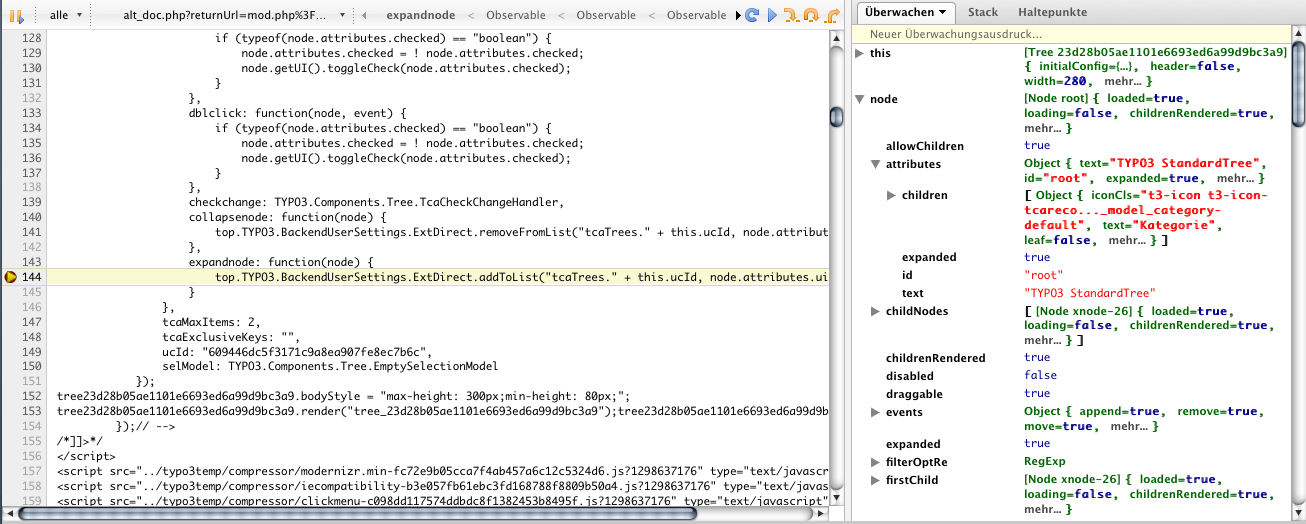 alle ▾ alt_doc.php?returnUrl=mod.php%3F... ▾ expandnode < Observable < Observable < Observable
128 if (typeof(node.attributes.checked) == "boolean") {
129 node.attributes.checked = ! node.attributes.checked;
130 node.getUI().toggleCheck(node.attributes.checked);
131 }
132 },
133 dblclick: function(node, event) {
134 if (typeof(node.attributes.checked) == "boolean") {
135 node.attributes.checked = ! node.attributes.checked;
136 node.getUI().toggleCheck(node.attributes.checked);
137 }
138 },
139 checkchange: TYPO3.Components.Tree.TcaCheckChangeHandler,
140 collapsenode: function(node) {
141 top.TYPO3.BackendUserSettings.ExtDirect.removeFromList("tcaTrees." + this.ucId, node.attribut
142 },
143 expandnode: function(node) {
144 top.TYPO3.BackendUserSettings.ExtDirect.addToList("tcaTrees." + this.ucId, node.attributes.ui
145 }
146 },
147 tcaMaxItems: 2,
148 tcaExclusiveKeys: "",
149 ucId: "609446dc5f3171c9a8ea907fe8ec7b6c",
150 selModel: TYPO3.Components.Tree.EmptySelectionModel
151 });
152 tree23d28b05ae1101e6693ed6a99d9bc3a9.bodyStyle = "max-height: 300px;min-height: 80px;";
153 tree23d28b05ae1101e6693ed6a99d9bc3a9.render("tree_23d28b05ae1101e6693ed6a99d9bc3a9");tree23d28b05ae1101e6693ed6a99d9b
154 });// -->
155 /*]]>*/
156 </script>
157 <script src="../typo3temp/compressor/modernizr.min-fc72e9b05cca7f4ab457a6c12c5324d6.js?1298637176" type="text/javascr
158 <script src="../typo3temp/compressor/iecompatibility-b3e057fb61ebc3fd168788f8809b50a4.js?1298637176" type="text/javas
159 <script src="../typo3temp/compressor/clickmenu-c098dd117574ddbdc8f1382453b8495f.js?1298637176" type="text/javascript"
Überwachen ▾ Stack Haltepunkte
Neuer Überwachungsausdruck...
this [Tree 23d28b05ae1101e6693ed6a99d9bc3a9]
{ initialConfig={...}, header=false,
width=280, mehr... }
node [Node root] { loaded=true,
loading=false, childrenRendered=true,
mehr... }
allowChildren true
attributes Object { text="TYPO3 StandardTree",
id="root", expanded=true, mehr... }
children [ Object { iconCls="t3-icon t3-icon-
tcareco..._model_category-
default", text="Kategorie",
leaf=false, mehr... } ]
expanded true
id "root"
text "TYPO3 StandardTree"
childNodes [ [Node xnode-26] { loaded=true,
loading=false, childrenRendered=true,
mehr... } ]
childrenRendered true
disabled false
draggable true
events Object { append=true, remove=true,
move=true, mehr... }
expanded true
filterOptRe RegExp
firstChild [Node xnode-26] { loaded=true,
loading=false, childrenRendered=true,
mehr... }